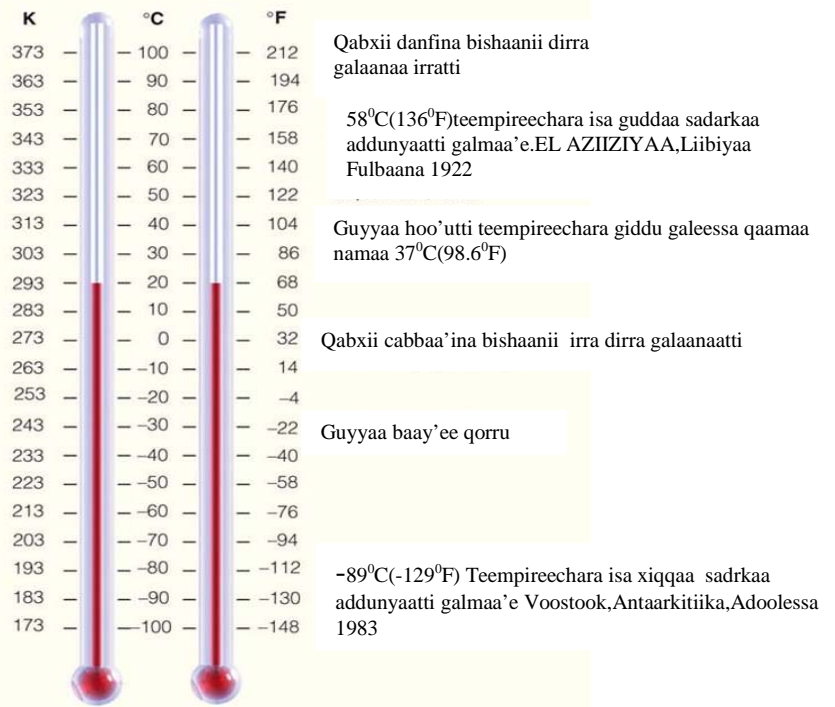 K °C °F
373 100 212
363 90 194
353 80 176
343 70 158
333 60 140
323 50 122
313 40 104
303 30 86
293 20 68
283 10 50
273 0 32
263 –10 14
253 –20 –4
243 –30 –22
233 –40 –40
223 –50 –58
213 –60 –76
203 –70 –94
193 –80 –112
183 –90 –130
173 –100 –148
Qabxii danfina bishaanii dirra
galaanaa irratti
58⁰C(136⁰F)teempireechara isa guddaa sadarkaa
addunyaatti galmaa’e.EL AZIIZIYAA,Liibiyaa
Fulbaana 1922
Guyyaa hoo’utti teempireechara giddu galeessa qaamaa
namaa 37⁰C(98.6⁰F)
Qabxii cabbaa’ina bishaanii irra dirra galaanaatti
Guyyaa baay’ee qorru
-89⁰C(-129⁰F) Teempireechara isa xiqqaa sadrkaa
addunyaatti galmaa’e Voostook,Antaarkitiika,Adoolessa
1983